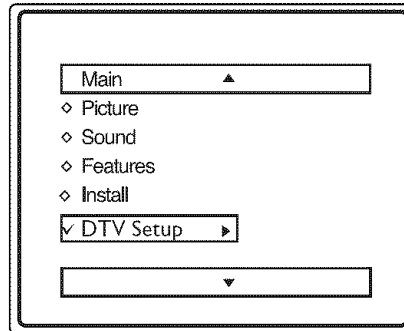 Main
Picture
Sound
Features
Install
DTV Setup